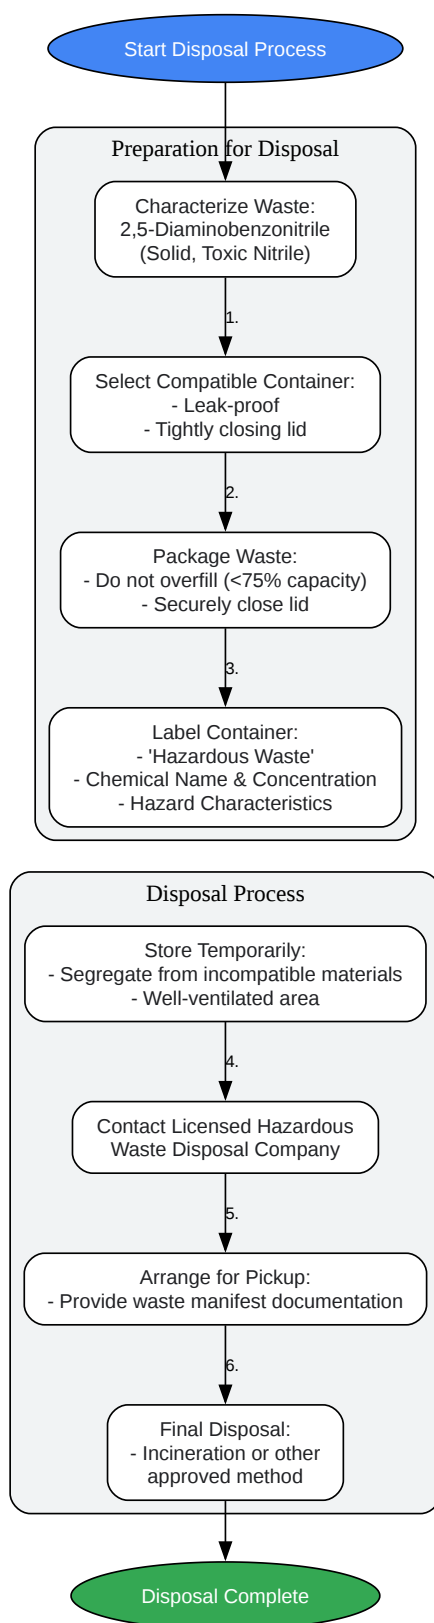 Start Disposal Process
Preparation for Disposal
Characterize Waste:
2,5-Diaminobenzonitrile
(Solid, Toxic Nitrile)
1.
Select Compatible Container:
- Leak-proof
- Tightly closing lid
2.
Package Waste:
- Do not overfill (<75% capacity)
- Securely close lid
3.
Label Container:
- 'Hazardous Waste'
- Chemical Name & Concentration
- Hazard Characteristics
Disposal Process
Store Temporarily:
- Segregate from incompatible materials
- Well-ventilated area
4.
Contact Licensed Hazardous
Waste Disposal Company
5.
Arrange for Pickup:
- Provide waste manifest documentation
6.
Final Disposal:
- Incineration or other
approved method
Disposal Complete